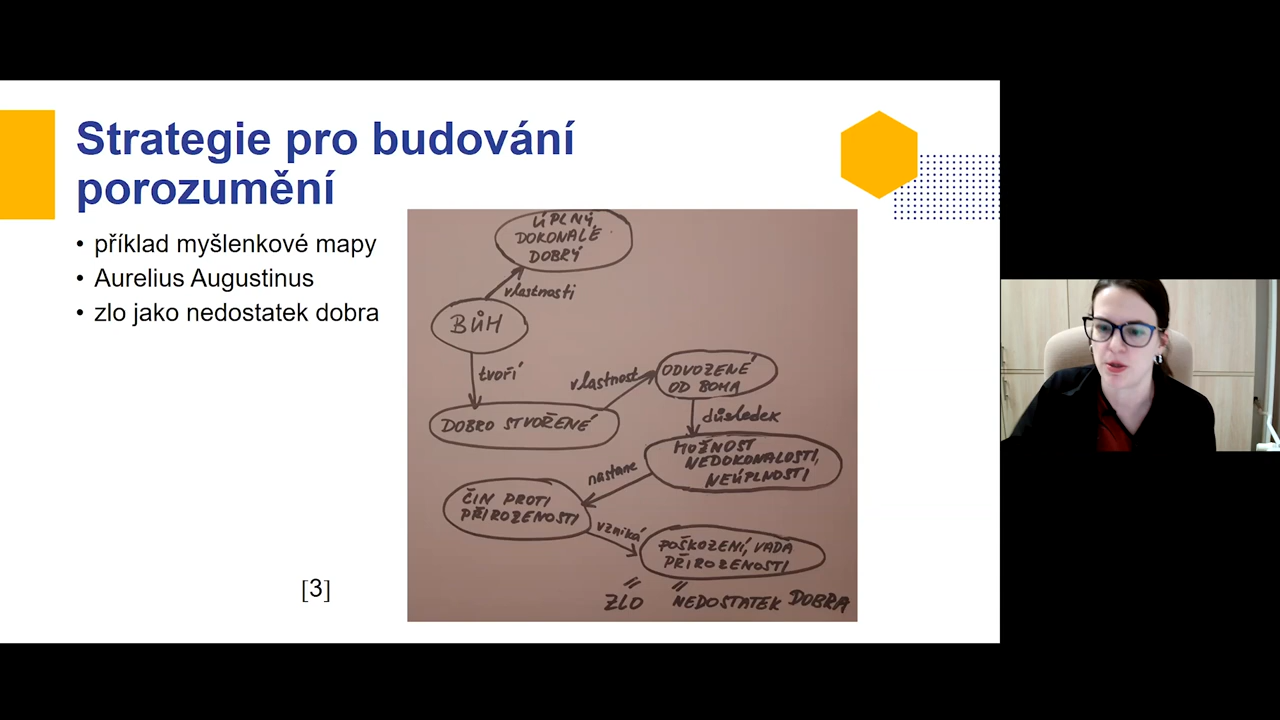 Strategie pro budování
porozumění
• příklad myšlenkové mapy
• Aurelius Augustinus
• zlo jako nedostatek dobra
[3]
ÚPLNÝ
DOKONALÉ
DOBRÝ
vlastnosti
BŮH
tvoří
vlastnost
ODVOZENÉ
OD BOHA
DOBRO STVOŘENÉ
důsledek
MOŽNOST
NEDOKONALOSTI,
NEÚPLNOSTI
nastane
ČIN PROTI
PŘIROZENOSTI
vzniká
POŠKOZENÍ, VADA
PŘIROZENOSTI
ZLO NEDOSTATEK DOBRA